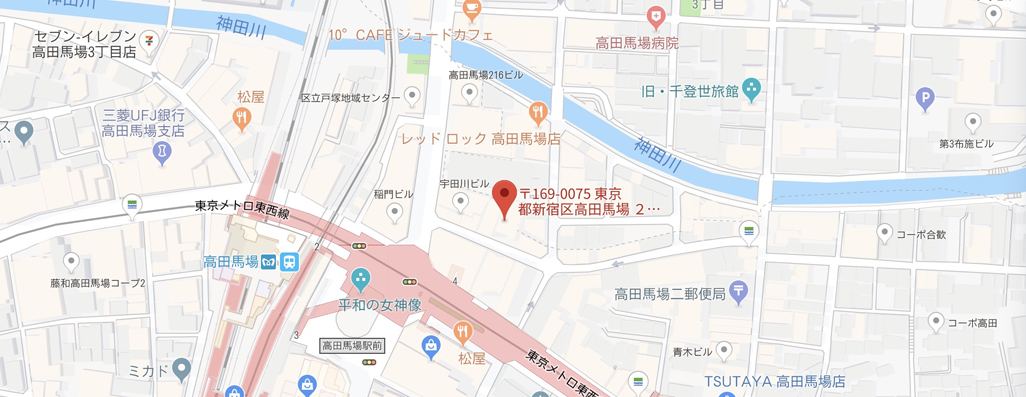 3丁目
神田川
神田川
セブン-イレブン
高田馬場3丁目店
10°CAFE ジュードカフェ
高田馬場病院
高田馬場216ビル
区立戸塚地域センター
旧・千登世旅館
松屋
三菱UFJ銀行
高田馬場支店
ス
レッド ロック 高田馬場店
P
第3布施ビル
神田川
稲門ビル
宇田川ビル
〒169-0075 東京
都新宿区高田馬場 2…
東京メトロ東西線
2
コーポ合歓
高田馬場
藤和高田馬場コープ2
4
平和の女神像
高田馬場二郵便局
3
高田馬場駅前
松屋
コーポ高田
青木ビル
ミカド
東京メトロ東西
TSUTAYA 高田馬場店